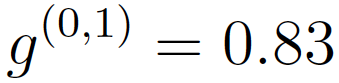 g^(0,1) = 0.83